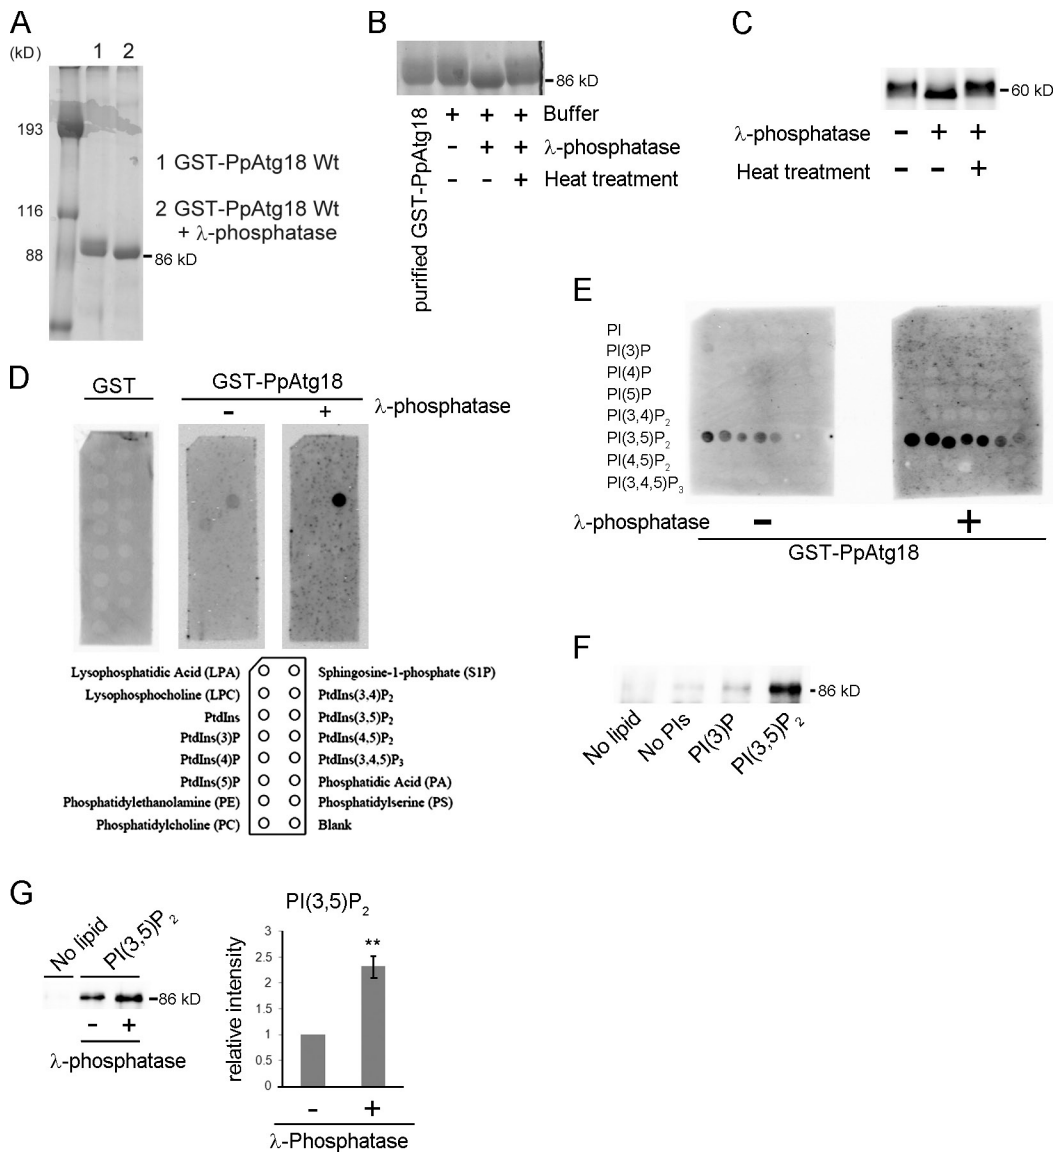 A
(kD)
1 2
193
116
88
86 kD
1 GST-PpAtg18 Wt
2 GST-PpAtg18 Wt
+ λ-phosphatase
B
86 kD
purified GST-PpAtg18
+ + + Buffer
- + + λ-phosphatase
- - + Heat treatment
C
60 kD
λ-phosphatase - + +
Heat treatment - - +
D
GST
GST-PpAtg18
- + λ-phosphatase
Lysophosphatidic Acid (LPA)
Lysophosphocholine (LPC)
PtdIns
PtdIns(3)P
PtdIns(4)P
PtdIns(5)P
Phosphatidylethanolamine (PE)
Phosphatidylcholine (PC)
Sphingosine-1-phosphate (S1P)
PtdIns(3,4)P2
PtdIns(3,5)P2
PtdIns(4,5)P2
PtdIns(3,4,5)P3
Phosphatidic Acid (PA)
Phosphatidylserine (PS)
Blank
E
PI
PI(3)P
PI(4)P
PI(5)P
PI(3,4)P2
PI(3,5)P2
PI(4,5)P2
PI(3,4,5)P3
λ-phosphatase - +
GST-PpAtg18
F
86 kD
No lipid
No PIs
PI(3)P
PI(3,5)P2
G
No lipid
PI(3,5)P2
86 kD
- +
λ-phosphatase
PI(3,5)P2
relative intensity
3
2.5
2
1.5
1
0.5
0
**
- +
λ-Phosphatase